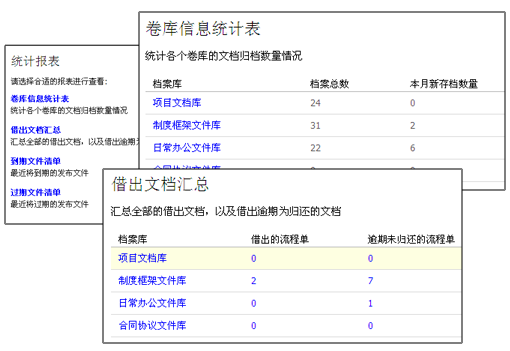 统计报表
请选择合适的报表进行查看:
卷库信息统计表
统计各个卷库的文档归档数量情况
借出文档汇总
汇总全部的借出文档，以及借出逾期
到期文件清单
最近将到期的发布文件
过期文件清单
最近将过期的发布文件
卷库信息统计表
统计各个卷库的文档归档数量情况
档案库 档案总数 本月新存档数量
项目文档库 24 0
制度框架文件库 31 2
日常办公文件库 22 6
合同协议文件库
借出文档汇总
汇总全部的借出文档，以及借出逾期为归还的文档
档案库 借出的流程单 逾期未归还的流程单
项目文档库 0 0
制度框架文件库 2 7
日常办公文件库 0 1
合同协议文件库 0 0